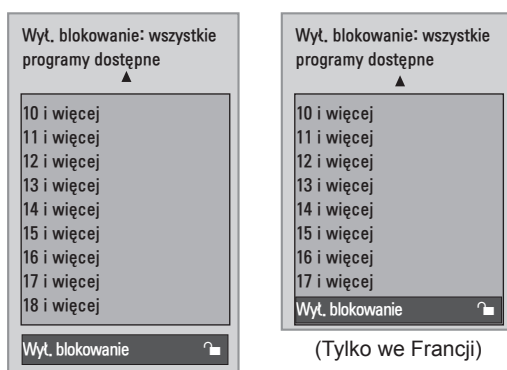 Wył. blokowanie: wszystkie
programy dostępne
10 i więcej
11 i więcej
12 i więcej
13 i więcej
14 i więcej
15 i więcej
16 i więcej
17 i więcej
18 i więcej
Wył. blokowanie
Wył. blokowanie: wszystkie
programy dostępne
10 i więcej
11 i więcej
12 i więcej
13 i więcej
14 i więcej
15 i więcej
16 i więcej
17 i więcej
Wył. blokowanie
(Tylko we Francji)